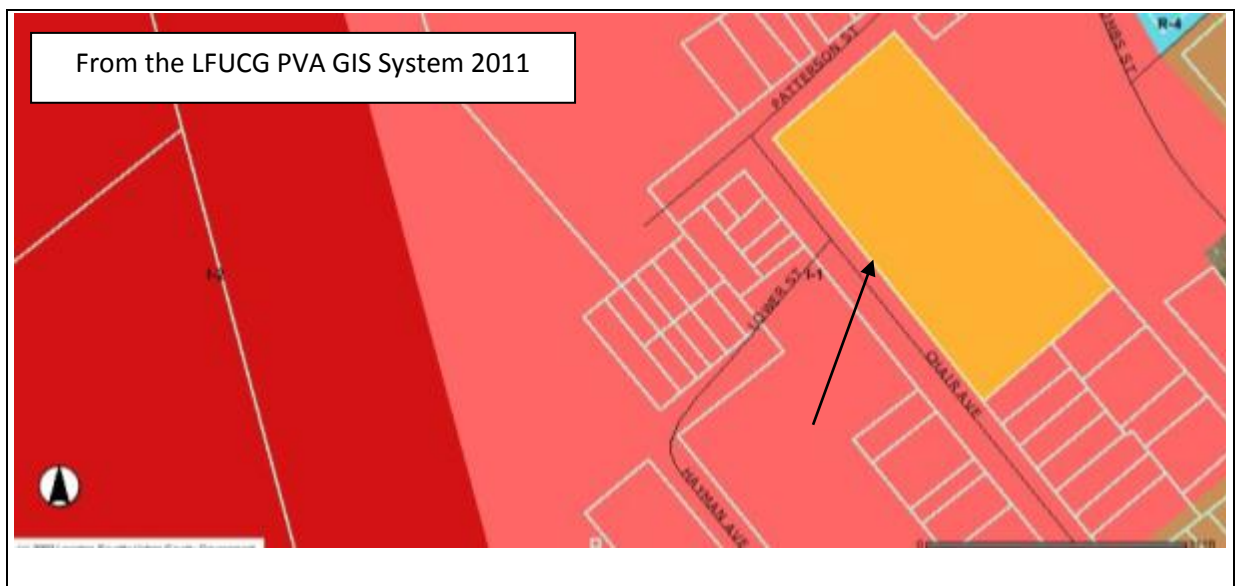 From the LFUCG PVA GIS System 2011
R-4
PATTERSON ST
I-1
LOWER ST
CHAIR AVE
HAYMAN AVE